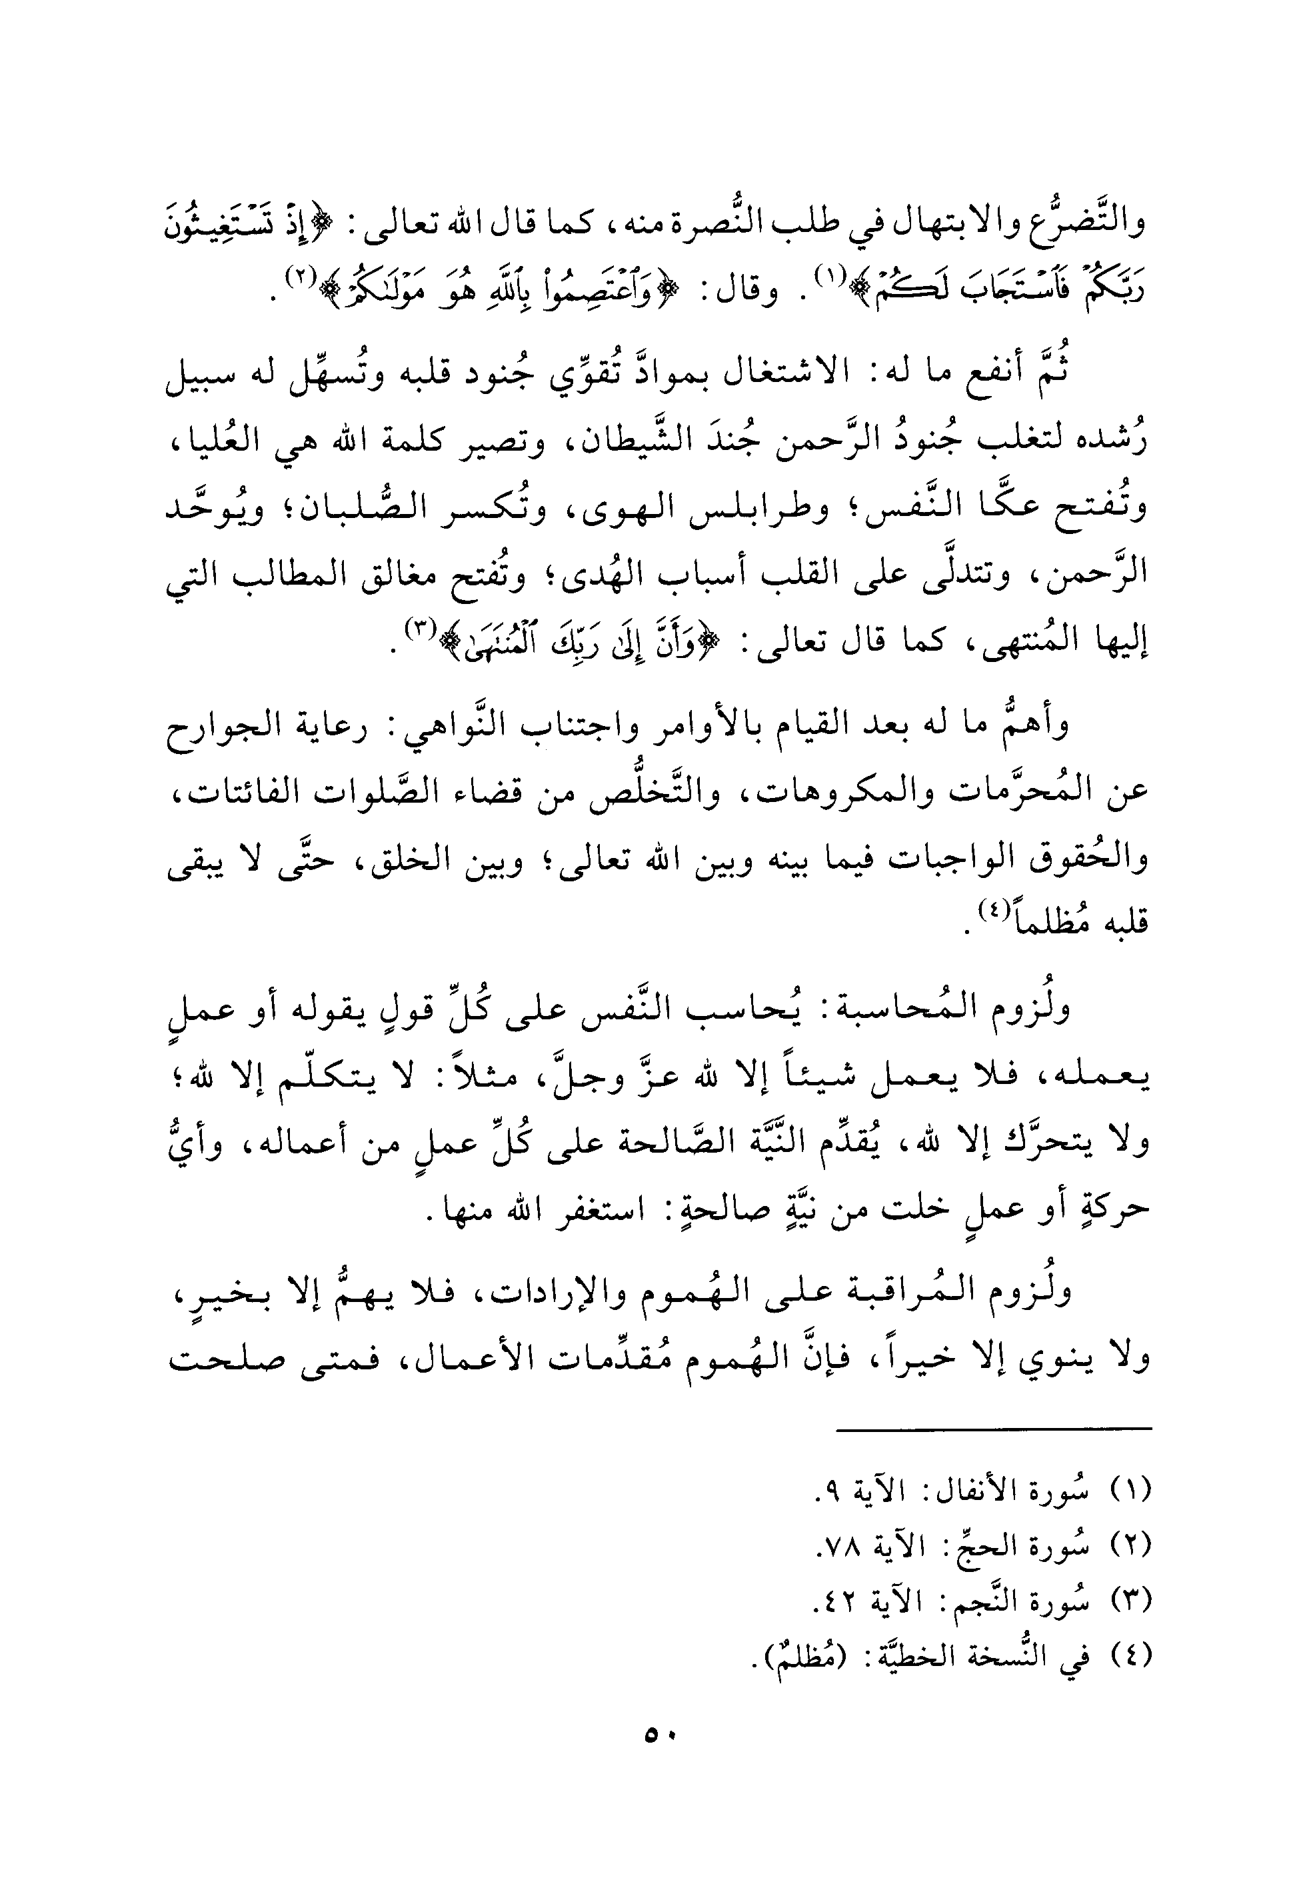 والتَّضرُّع والابتهال في طلب النُّصرة منه، كما قال الله تعالى: ﴿إِذْ تَسْتَغِيثُونَ
رَبَّكُمْ فَٱسْتَجَابَ لَكُمْ﴾(١). وقال: ﴿وَٱعْتَصِمُوا۟ بِٱللَّهِ هُوَ مَوْلَىٰكُمْ﴾(٢).
ثُمَّ أنفع ما له: الاشتغال بموادَّ تُقوِّي جُنود قلبه وتُسهِّل له سبيل
رُشده لتغلب جُنودُ الرَّحمن جُندَ الشَّيطان، وتصير كلمة الله هي العُليا،
وتُفتح عكَّا النَّفس؛ وطرابلس الهوى، وتُكسر الصُّلبان؛ ويُوحَّد
الرَّحمن، وتتدلَّى على القلب أسباب الهُدى؛ وتُفتح مغالق المطالب التي
إليها المُنتهى، كما قال تعالى: ﴿وَأَنَّ إِلَىٰ رَبِّكَ ٱلْمُنتَهَىٰ﴾(٣).
وأهمُّ ما له بعد القيام بالأوامر واجتناب النَّواهي: رعاية الجوارح
عن المُحرَّمات والمكروهات، والتَّخلُّص من قضاء الصَّلوات الفائتات،
والحُقوق الواجبات فيما بينه وبين الله تعالى؛ وبين الخلق، حتَّى لا يبقى
قلبه مُظلماً(٤).
ولُزوم المُحاسبة: يُحاسب النَّفس على كُلِّ قولٍ يقوله أو عملٍ
يعمله، فلا يعمل شيئاً إلا لله عزَّ وجلَّ، مثلاً: لا يتكلّم إلا لله؛
ولا يتحرَّك إلا لله، يُقدِّم النَّيَّة الصَّالحة على كُلِّ عملٍ من أعماله، وأيُّ
حركةٍ أو عملٍ خلت من نيَّةٍ صالحةٍ: استغفر الله منها.
ولُزوم المُراقبة على الهُموم والإرادات، فلا يهمُّ إلا بخيرٍ،
ولا ينوي إلا خيراً، فإنَّ الهُموم مُقدِّمات الأعمال، فمتى صلحت
(١) سُورة الأنفال: الآية ٩.
(٢) سُورة الحجِّ: الآية ٧٨.
(٣) سُورة النَّجم: الآية ٤٢.
(٤) في النُّسخة الخطيَّة: (مُظلمٌ).
٥٠